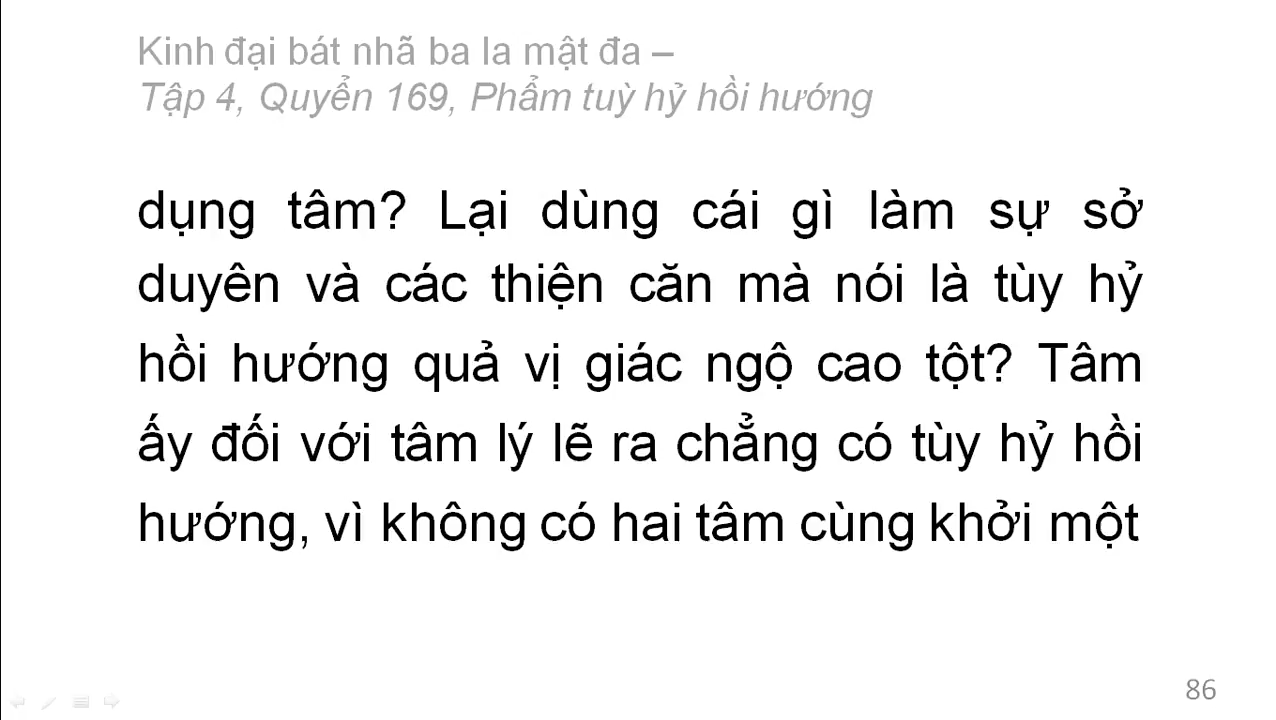 Kinh đại bát nhã ba la mật đa –
Tập 4, Quyển 169, Phẩm tuỳ hỷ hồi hướng
dụng tâm? Lại dùng cái gì làm sự sở
duyên và các thiện căn mà nói là tùy hỷ
hồi hướng quả vị giác ngộ cao tột? Tâm
ấy đối với tâm lý lẽ ra chẳng có tùy hỷ hồi
hướng, vì không có hai tâm cùng khởi một
86